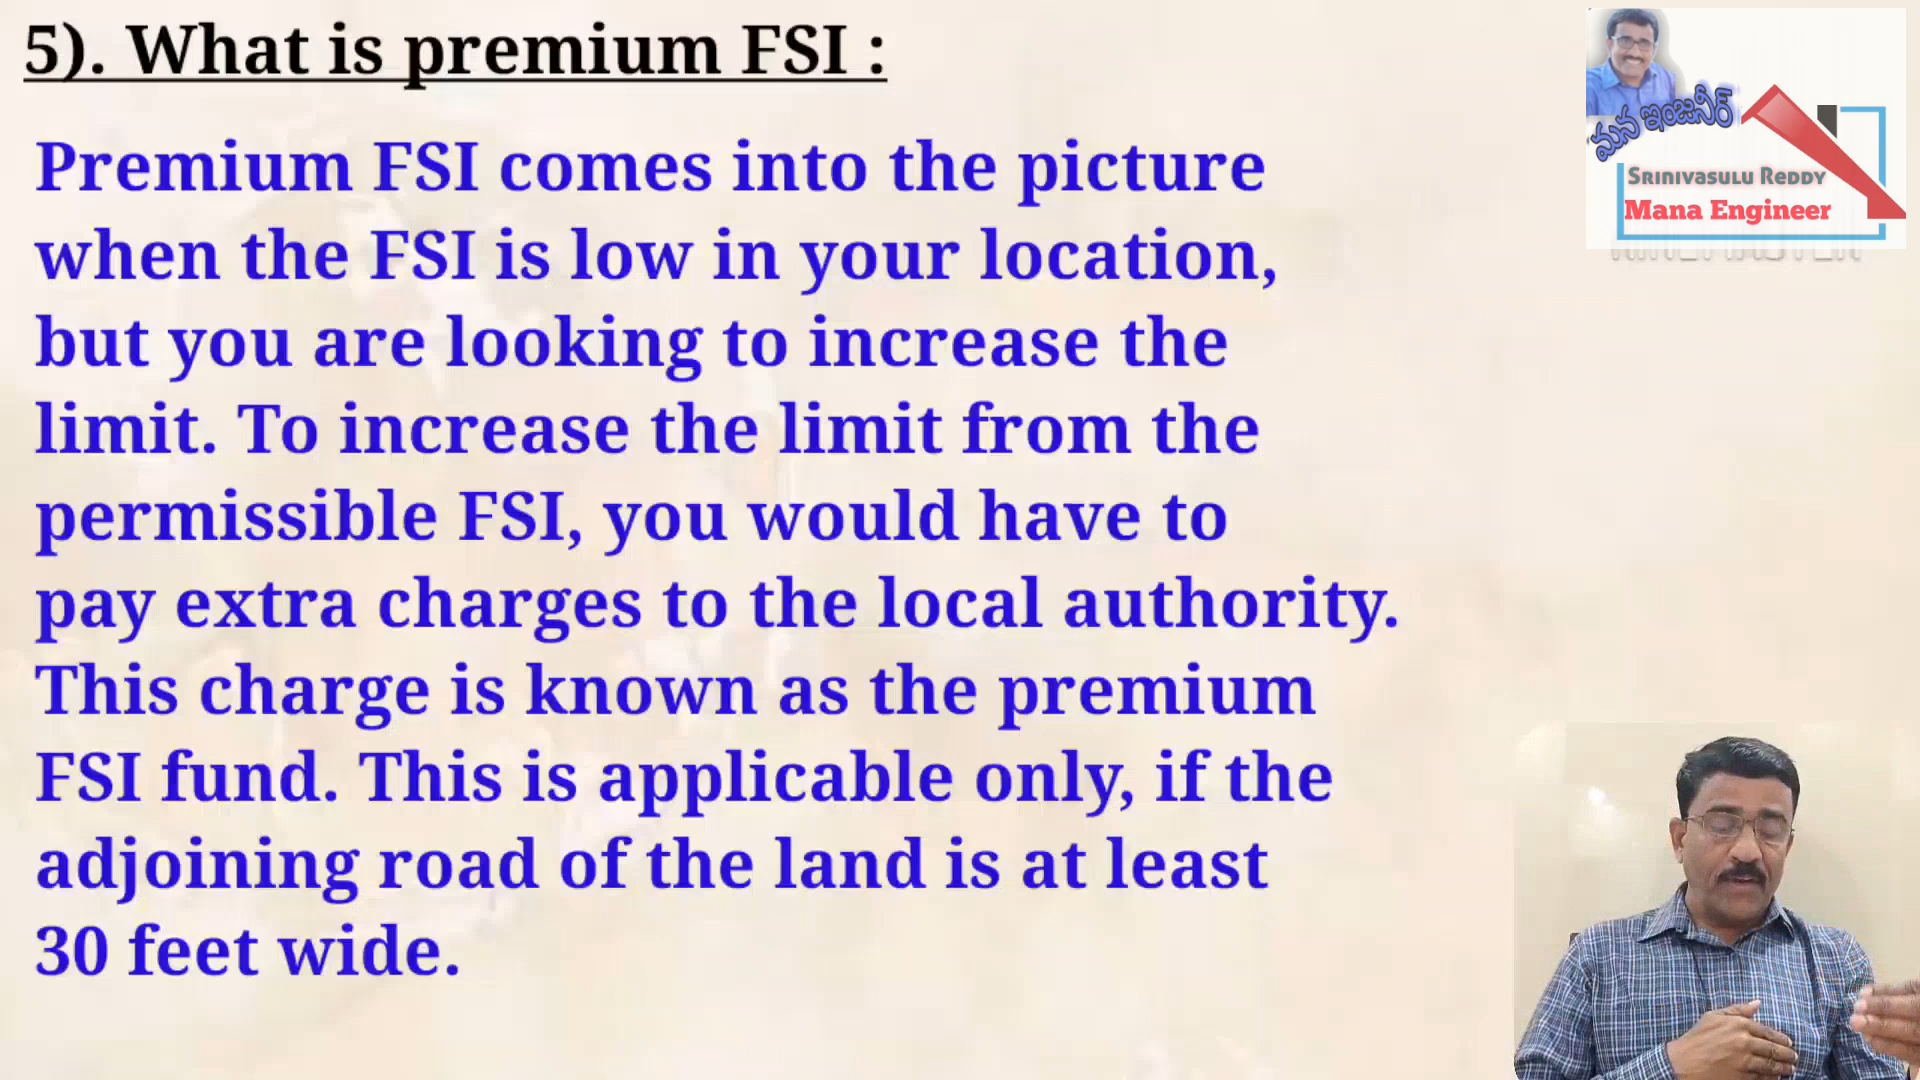 5). What is premium FSI :
Premium FSI comes into the picture
when the FSI is low in your location,
but you are looking to increase the
limit. To increase the limit from the
permissible FSI, you would have to
pay extra charges to the local authority.
This charge is known as the premium
FSI fund. This is applicable only, if the
adjoining road of the land is at least
30 feet wide.
మన ఇంజనీర్
Srinivasulu Reddy
Mana Engineer